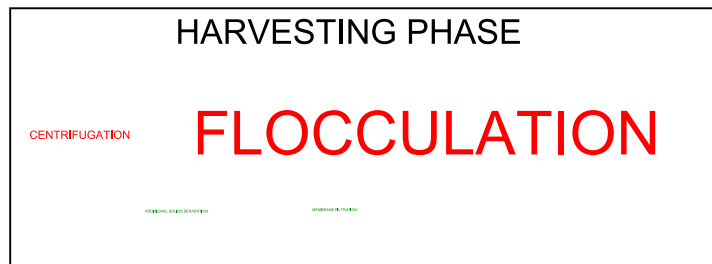 HARVESTING PHASE
CENTRIFUGATION
FLOCCULATION
ADDITIONAL SOLIDS SEPARATION
MEMBRANE FILTRATION